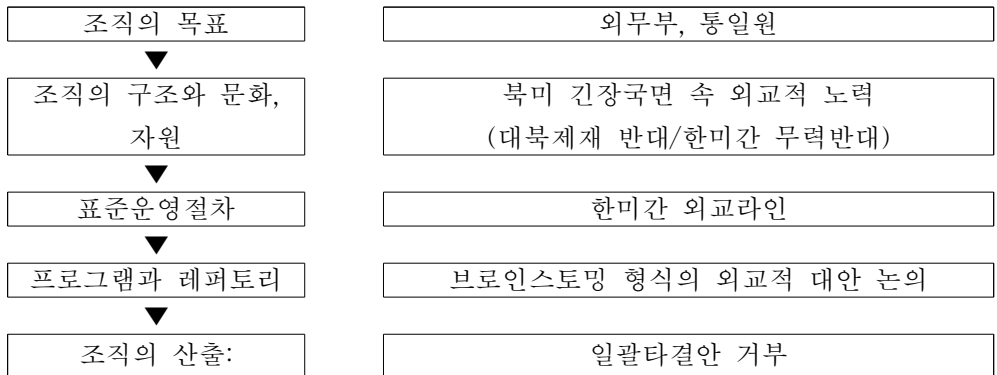 조직의 목표
외무부, 통일원
▼
조직의 구조와 문화,
자원
북미 긴장국면 속 외교적 노력
(대북제재 반대/한미간 무력반대)
▼
표준운영절차
한미간 외교라인
▼
프로그램과 레퍼토리
브로인스토밍 형식의 외교적 대안 논의
▼
조직의 산출:
일괄타결안 거부